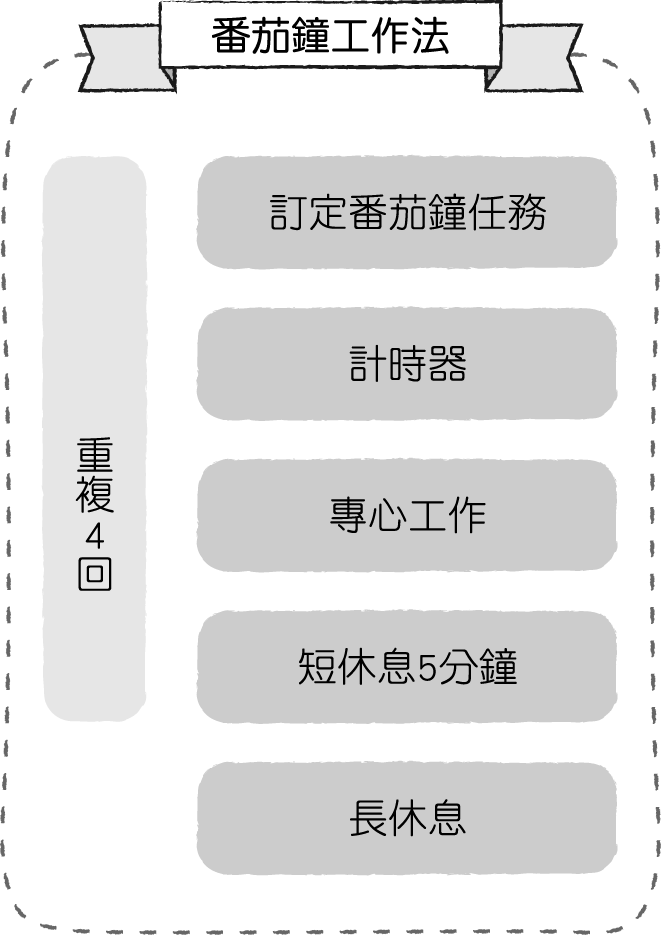 番茄鐘工作法
訂定番茄鐘任務
計時器
專心工作
短休息5分鐘
長休息
重複4回